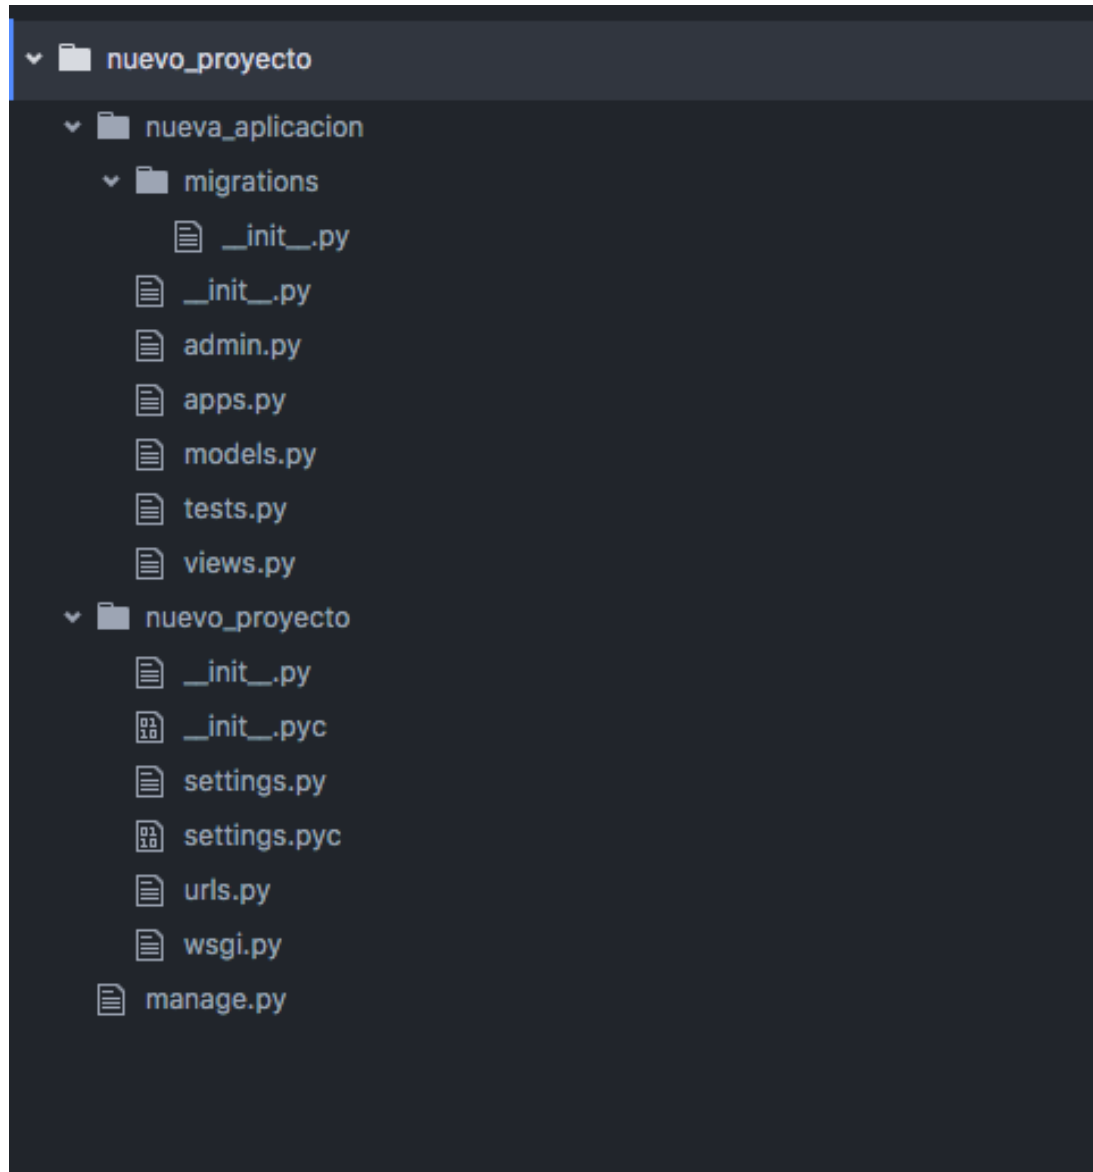 nuevo_proyecto
nueva_aplicacion
migrations
__init__.py
__init__.py
admin.py
apps.py
models.py
tests.py
views.py
nuevo_proyecto
__init__.py
__init__.pyc
settings.py
settings.pyc
urls.py
wsgi.py
manage.py